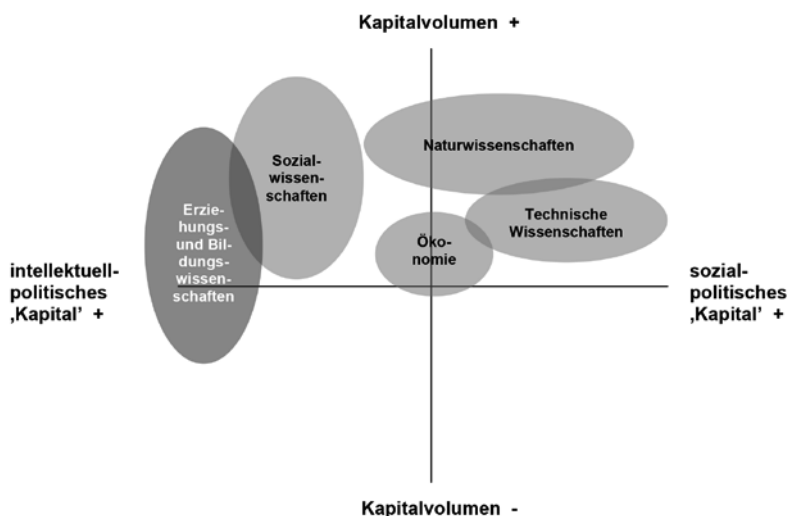 Kapitalvolumen +
Naturwissenschaften
Sozial-
wissen-
schaften
Erzie-
hungs-
und Bil-
dungs-
wissen-
schaften
Technische
Wissenschaften
Öko-
nomie
intellektuell-
politisches
‚Kapital’ +
sozial-
politisches
‚Kapital’ +
Kapitalvolumen -